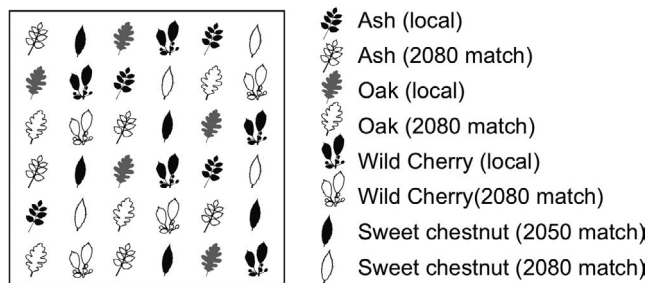 Ash (local)
Ash (2080 match)
Oak (local)
Oak (2080 match)
Wild Cherry (local)
Wild Cherry(2080 match)
Sweet chestnut (2050 match)
Sweet chestnut (2080 match)